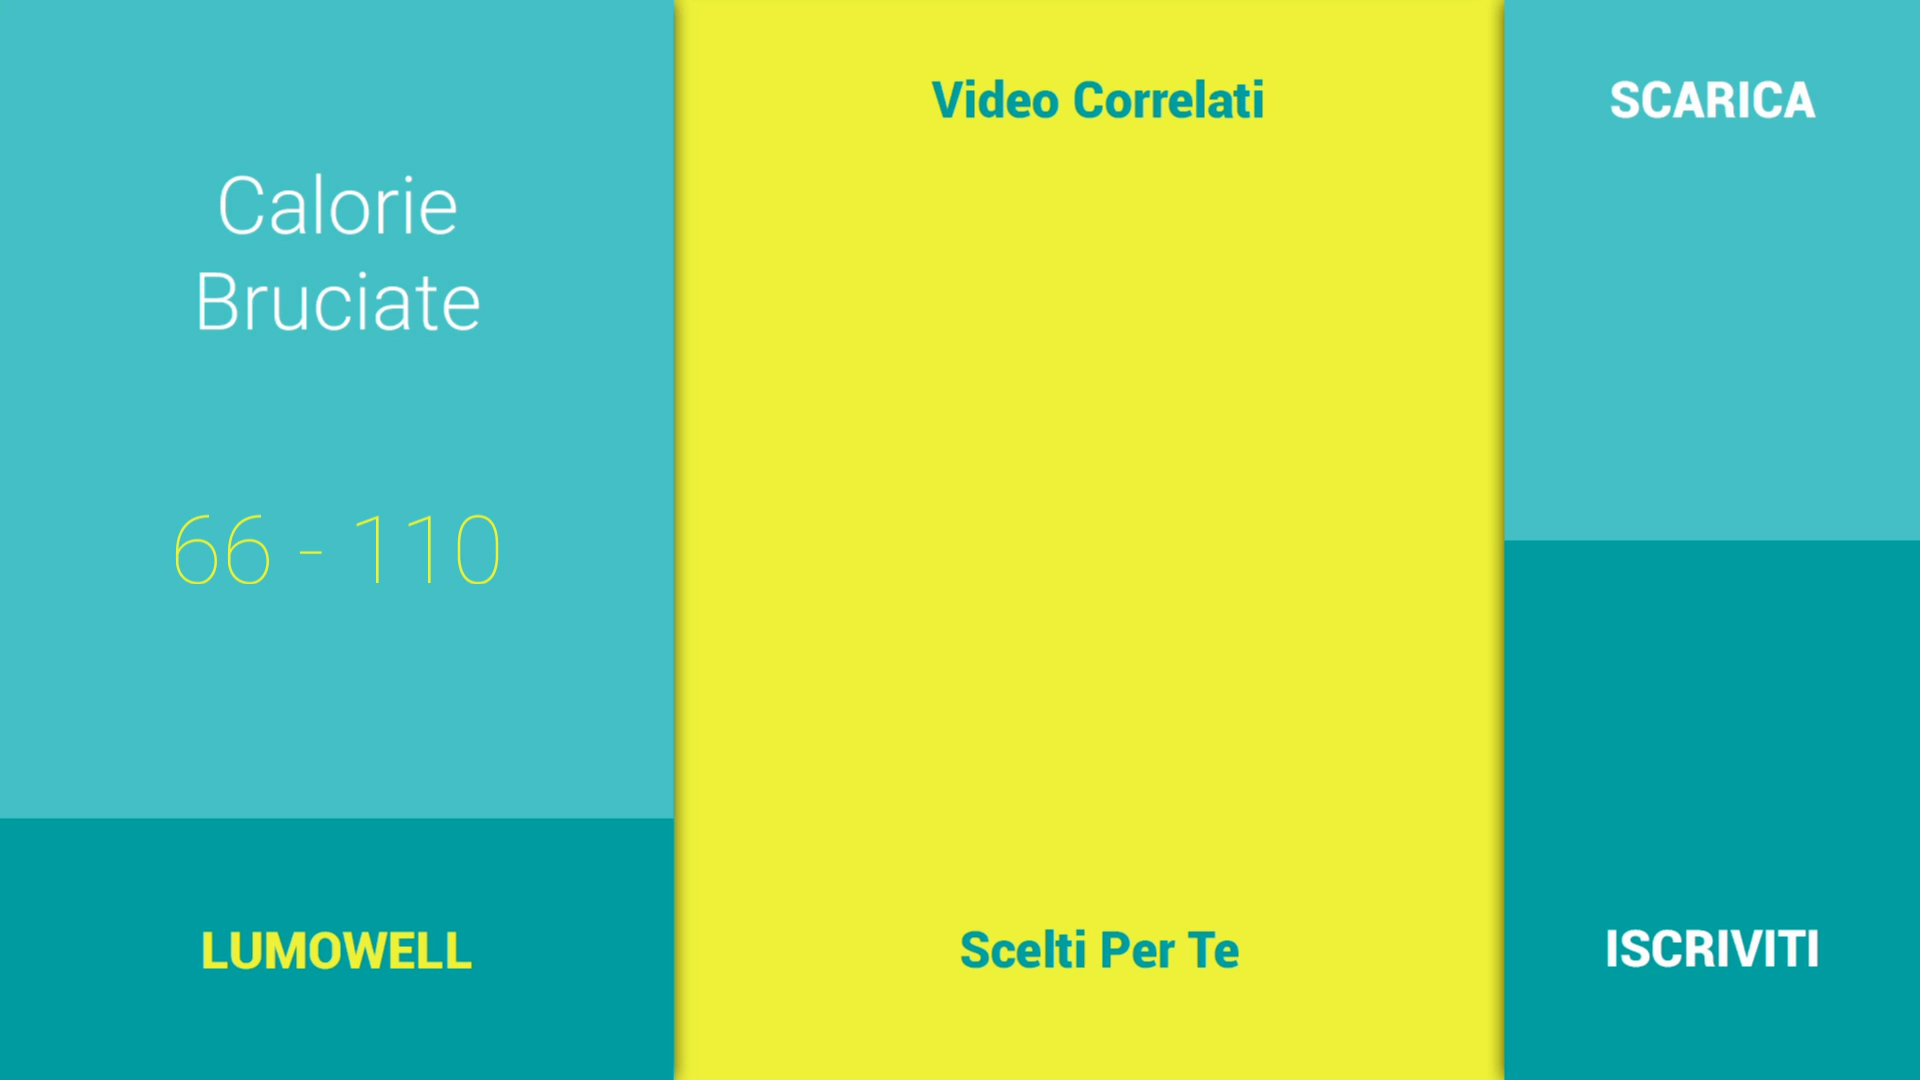 Calorie
Bruciate
66 - 110
LUMOWELL
Video Correlati
Scelti Per Te
SCARICA
ISCRIVITI